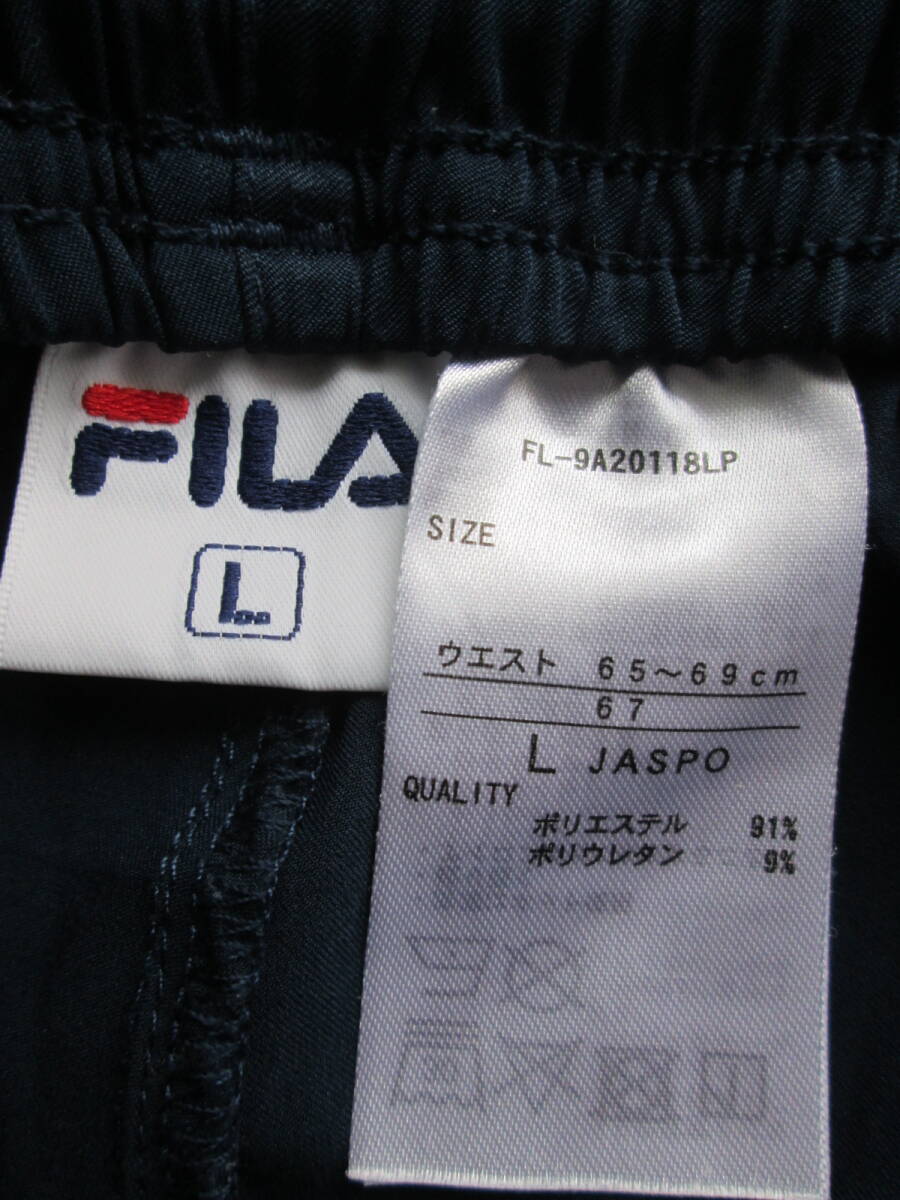 FILA
L
FL-9A20118LP
SIZE
ウエスト 65～69cm
67
L JASPO
QUALITY
ポリエステル 91%
ポリウレタン 9%